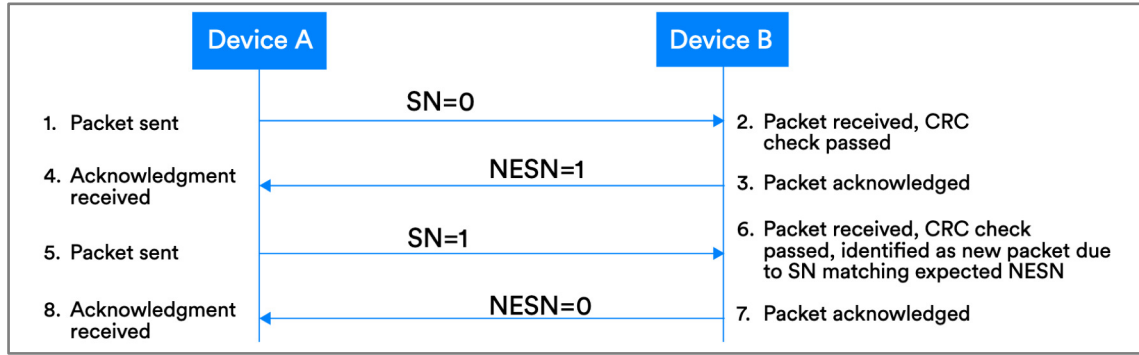 Device A
Device B
SN=0
1. Packet sent
2. Packet received, CRC
check passed
NESN=1
4. Acknowledgment
received
3. Packet acknowledged
SN=1
5. Packet sent
6. Packet received, CRC check
passed, identified as new packet due
to SN matching expected NESN
NESN=0
8. Acknowledgment
received
7. Packet acknowledged